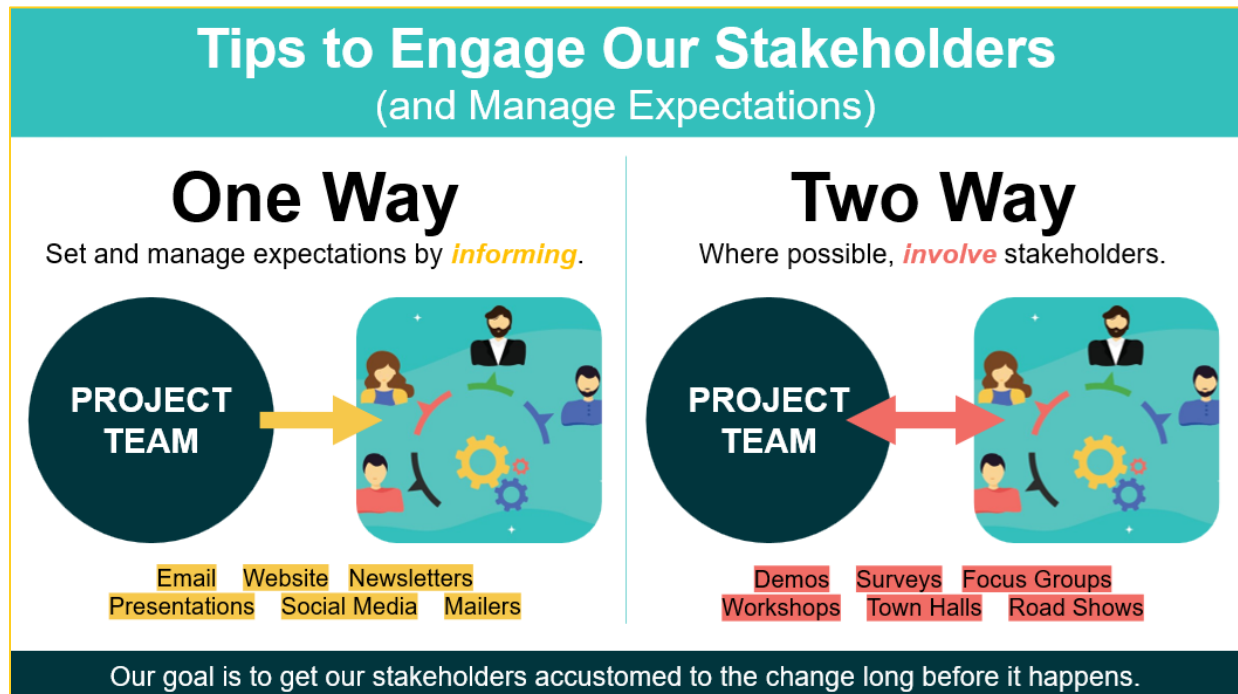 Tips to Engage Our Stakeholders
(and Manage Expectations)
One Way
Set and manage expectations by informing.
PROJECT
TEAM
Email Website Newsletters
Presentations Social Media Mailers
Two Way
Where possible, involve stakeholders.
PROJECT
TEAM
Demos Surveys Focus Groups
Workshops Town Halls Road Shows
Our goal is to get our stakeholders accustomed to the change long before it happens.